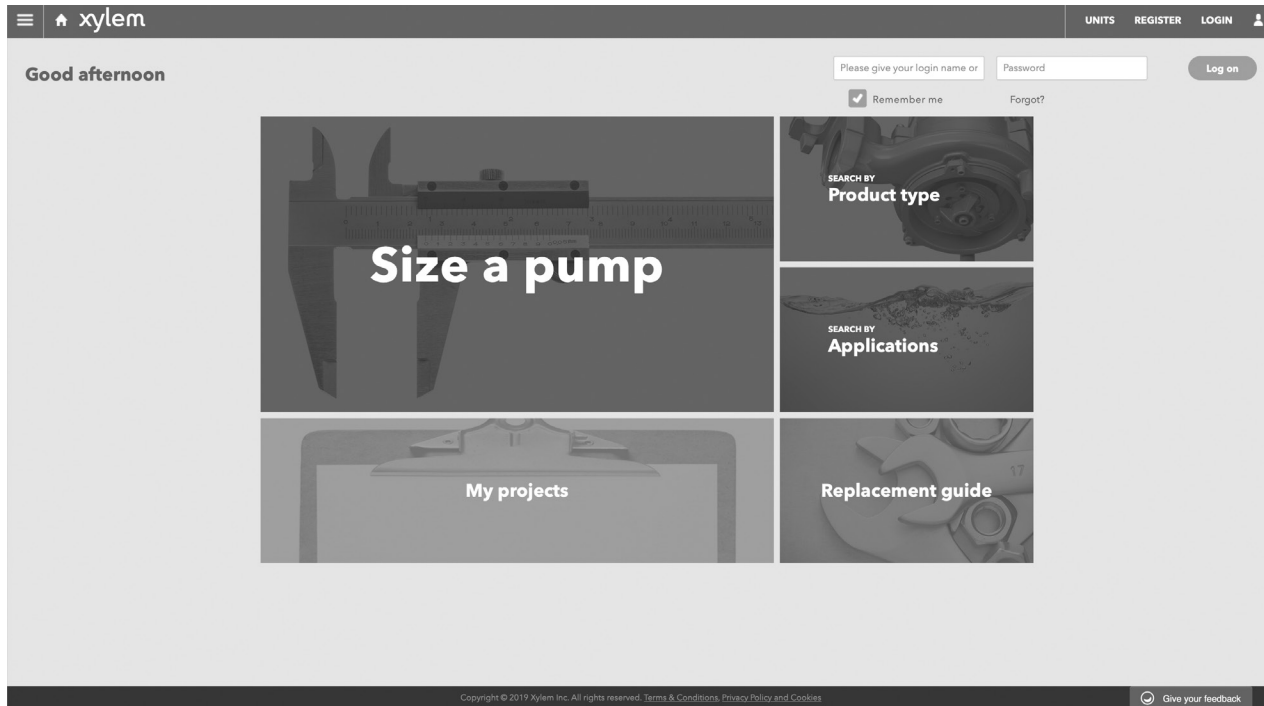 xylem
UNITS REGISTER LOGIN
Good afternoon
Please give your login name or
Password
Log on
Remember me
Forgot?
Size a pump
SEARCH BY
Product type
SEARCH BY
Applications
My projects
Replacement guide
17
Copyright © 2019 Xylem Inc. All rights reserved. Terms & Conditions, Privacy Policy and Cookies
Give your feedback